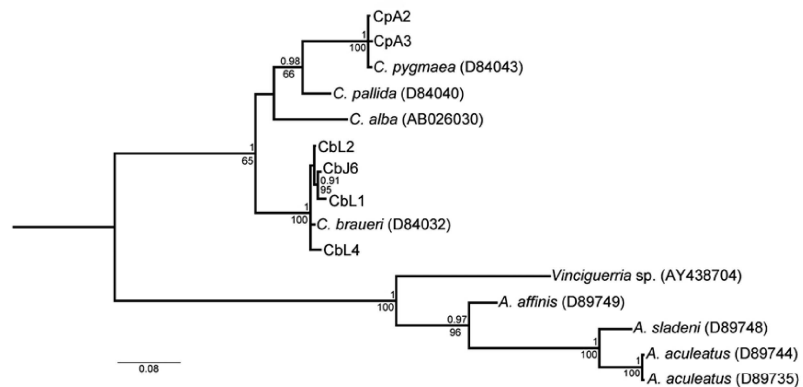 CpA2
1
CpA3
100
0.98
C. pygmaea (D84043)
66
C. pallida (D84040)
C. alba (AB026030)
1
65
CbL2
CbJ6
0.91
95
CbL1
1
100
C. braueri (D84032)
CbL4
Vinciguerria sp. (AY438704)
1
100
A. affinis (D89749)
0.97
96
A. sladeni (D89748)
1
100
A. aculeatus (D89744)
1
100
A. aculeatus (D89735)
0.08